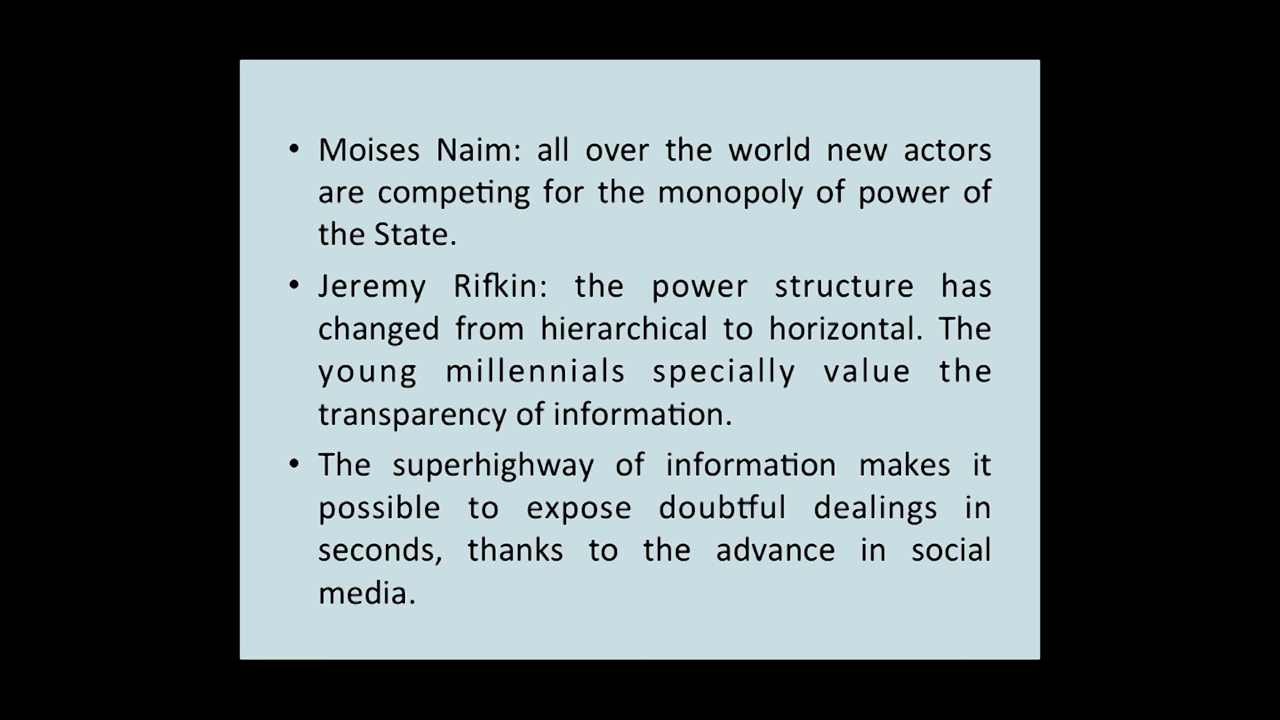 • Moises Naim: all over the world new actors
are competing for the monopoly of power of
the State.
• Jeremy Rifkin: the power structure has
changed from hierarchical to horizontal. The
young millennials specially value the
transparency of information.
• The superhighway of information makes it
possible to expose doubtful dealings in
seconds, thanks to the advance in social
media.